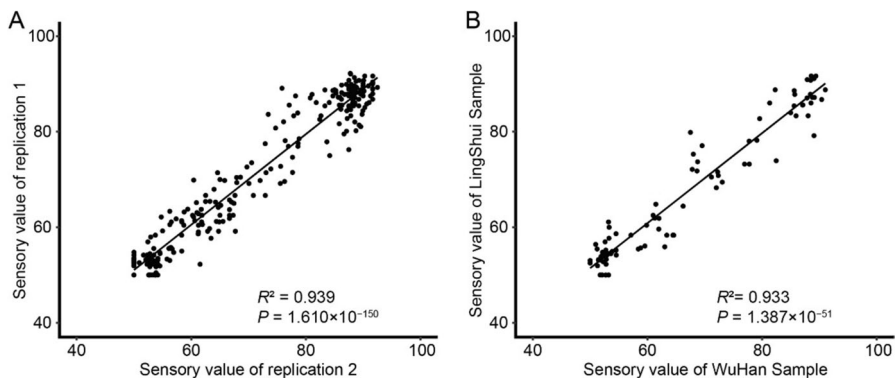 A
Sensory value of replication 1
100
80
60
40
R² = 0.939
P = 1.610×10⁻¹⁵⁰
40 60 80 100
Sensory value of replication 2
B
Sensory value of LingShui Sample
100
80
60
40
R²= 0.933
P = 1.387×10⁻⁵¹
40 60 80 100
Sensory value of WuHan Sample